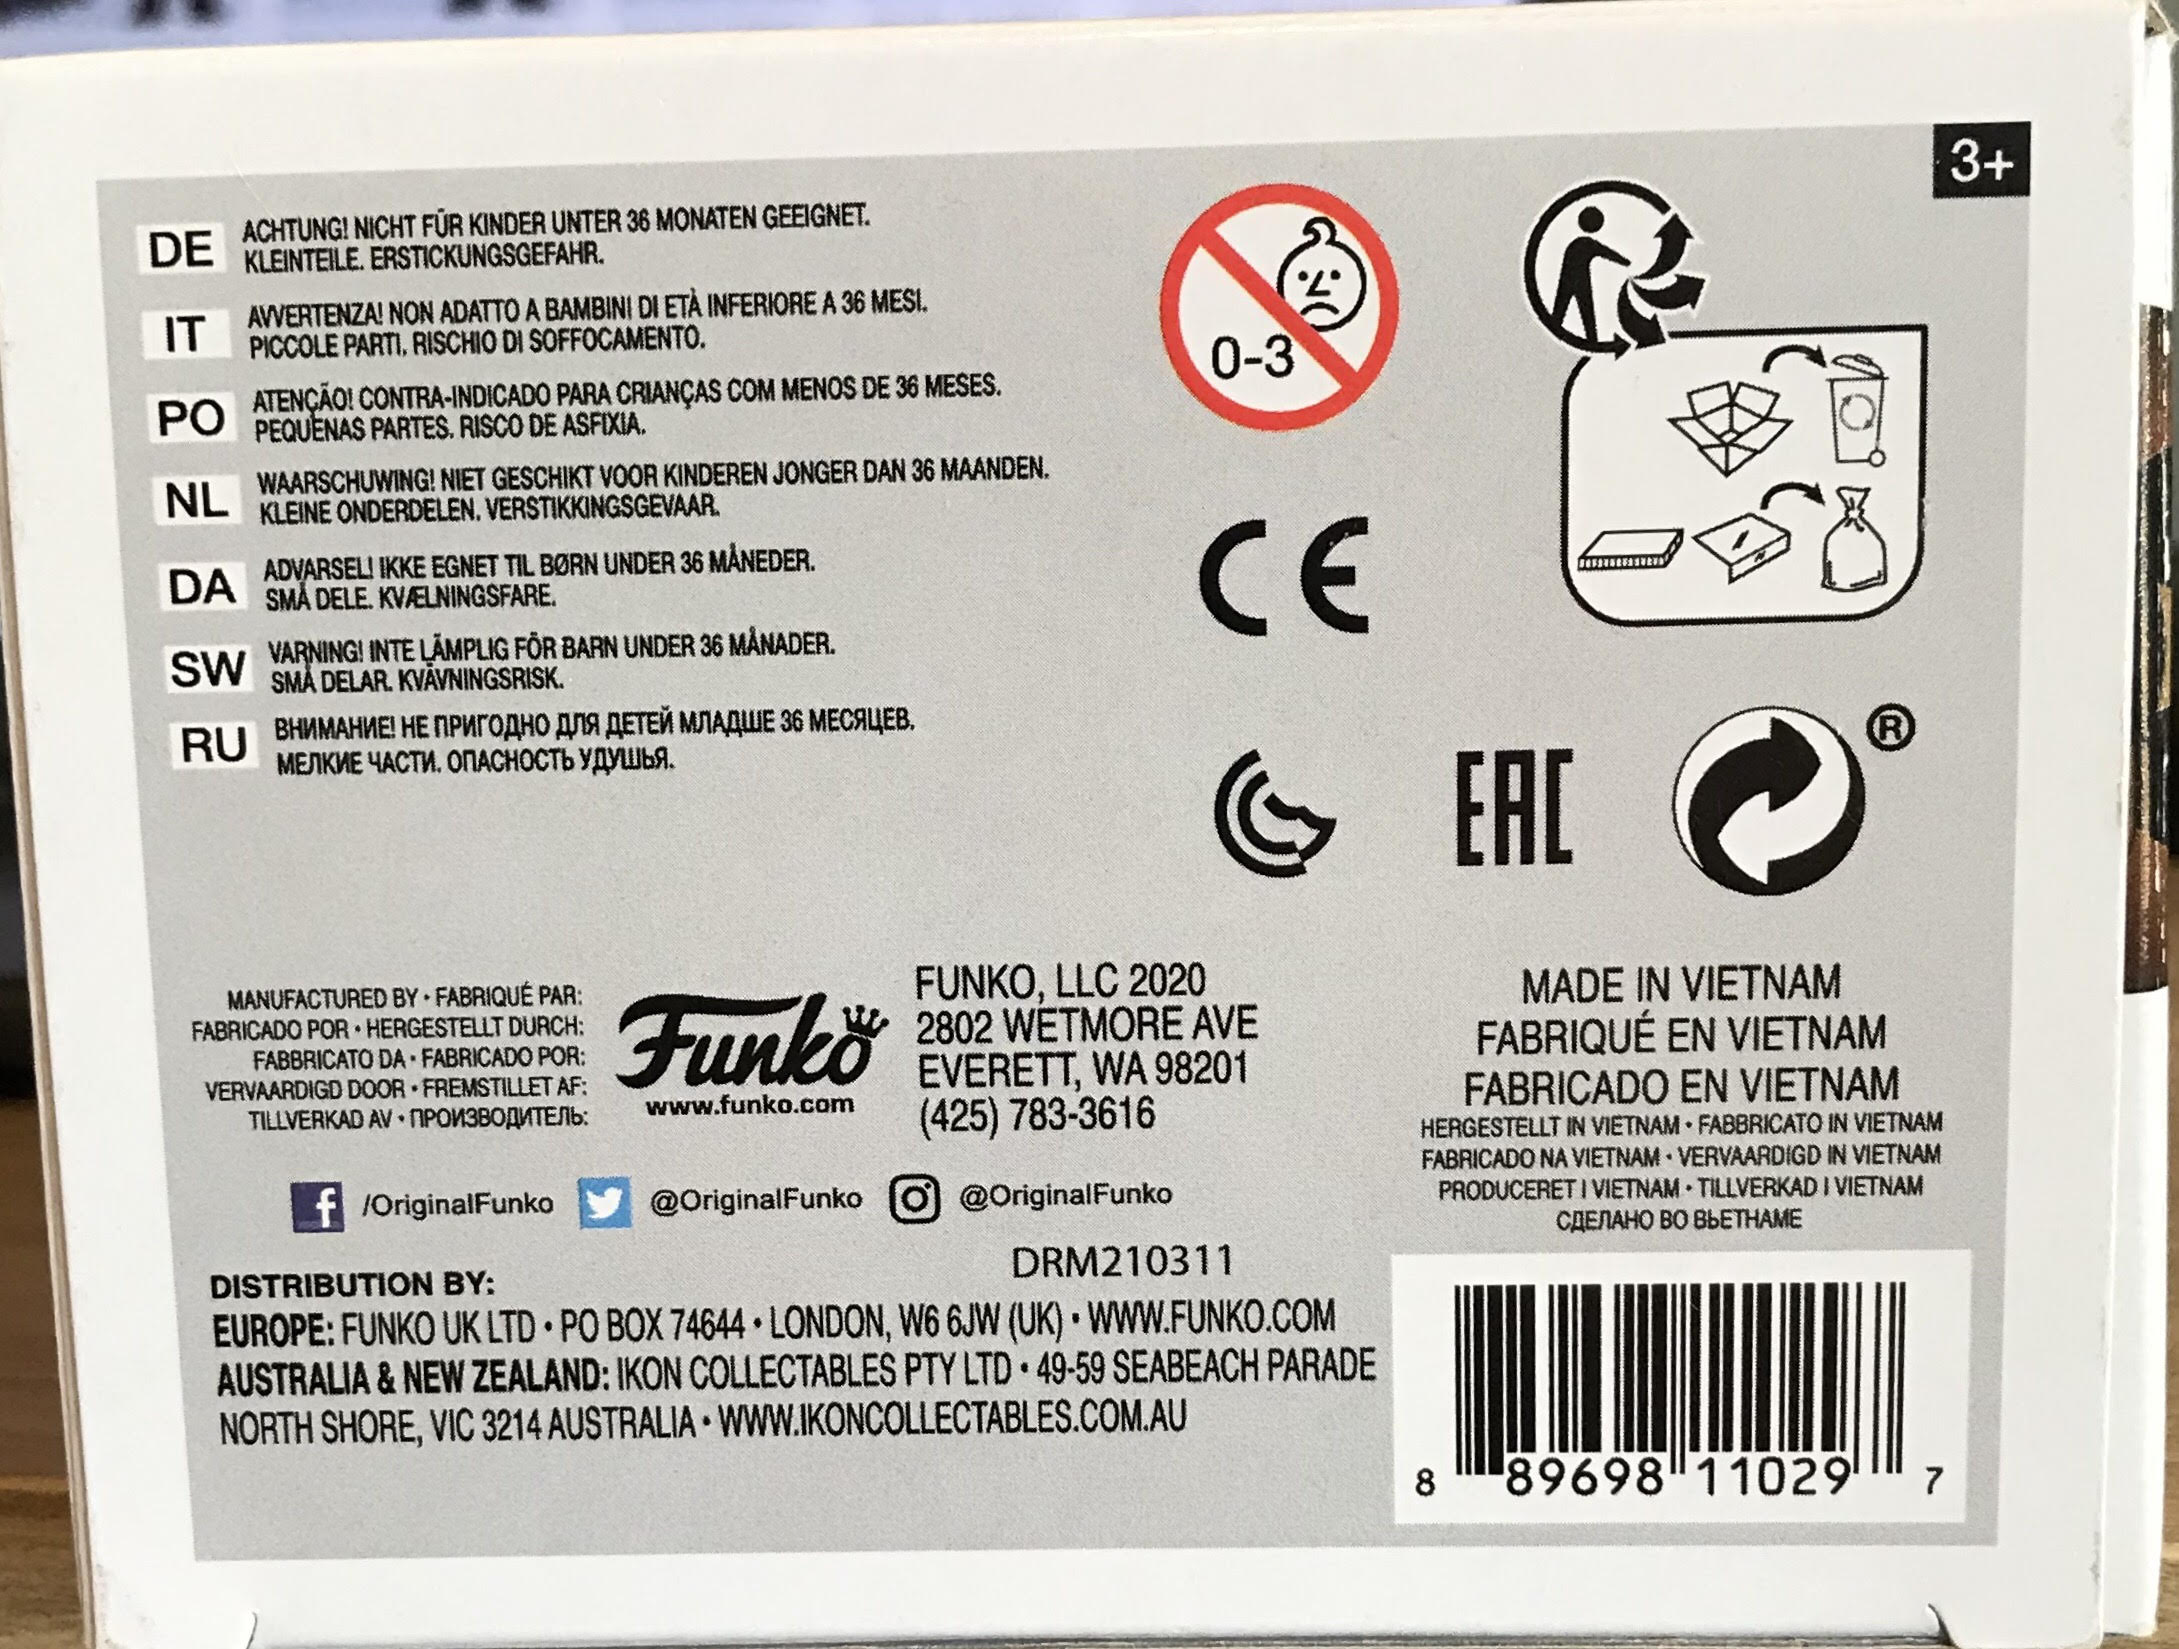 3+
DE
ACHTUNG! NICHT FÜR KINDER UNTER 36 MONATEN GEEIGNET.
KLEINTEILE. ERSTICKUNGSGEFAHR.
IT
AVVERTENZA! NON ADATTO A BAMBINI DI ETÀ INFERIORE A 36 MESI.
PICCOLE PARTI. RISCHIO DI SOFFOCAMENTO.
PO
ATENÇÃO! CONTRA-INDICADO PARA CRIANÇAS COM MENOS DE 36 MESES.
PEQUENAS PARTES. RISCO DE ASFIXIA.
NL
WAARSCHUWING! NIET GESCHIKT VOOR KINDEREN JONGER DAN 36 MAANDEN.
KLEINE ONDERDELEN. VERSTIKKINGSGEVAAR.
DA
ADVARSEL! IKKE EGNET TIL BØRN UNDER 36 MÅNEDER.
SMÅ DELE. KVÆLNINGSFARE.
SW
VARNING! INTE LÄMPLIG FÖR BARN UNDER 36 MÅNADER.
SMÅ DELAR. KVÄVNINGSRISK.
RU
ВНИМАНИЕ! НЕ ПРИГОДНО ДЛЯ ДЕТЕЙ МЛАДШЕ 36 МЕСЯЦЕВ.
МЕЛКИЕ ЧАСТИ. ОПАСНОСТЬ УДУШЬЯ.
0-3
CE
EAC
®
MANUFACTURED BY • FABRIQUÉ PAR:
FABRICADO POR • HERGESTELLT DURCH:
FABBRICATO DA • FABRICADO POR:
VERVAARDIGD DOOR • FREMSTILLET AF:
TILLVERKAD AV • ПРОИЗВОДИТЕЛЬ:
Funko
www.funko.com
FUNKO, LLC 2020
2802 WETMORE AVE
EVERETT, WA 98201
(425) 783-3616
MADE IN VIETNAM
FABRIQUÉ EN VIETNAM
FABRICADO EN VIETNAM
HERGESTELLT IN VIETNAM • FABBRICATO IN VIETNAM
FABRICADO NA VIETNAM • VERVAARDIGD IN VIETNAM
PRODUCERET I VIETNAM • TILLVERKAD I VIETNAM
СДЕЛАНО ВО ВЬЕТНАМЕ
f /OriginalFunko @OriginalFunko @OriginalFunko
DRM210311
DISTRIBUTION BY:
EUROPE: FUNKO UK LTD • PO BOX 74644 • LONDON, W6 6JW (UK) • WWW.FUNKO.COM
AUSTRALIA & NEW ZEALAND: IKON COLLECTABLES PTY LTD • 49-59 SEABEACH PARADE
NORTH SHORE, VIC 3214 AUSTRALIA • WWW.IKONCOLLECTABLES.COM.AU
8 89698 11029 7